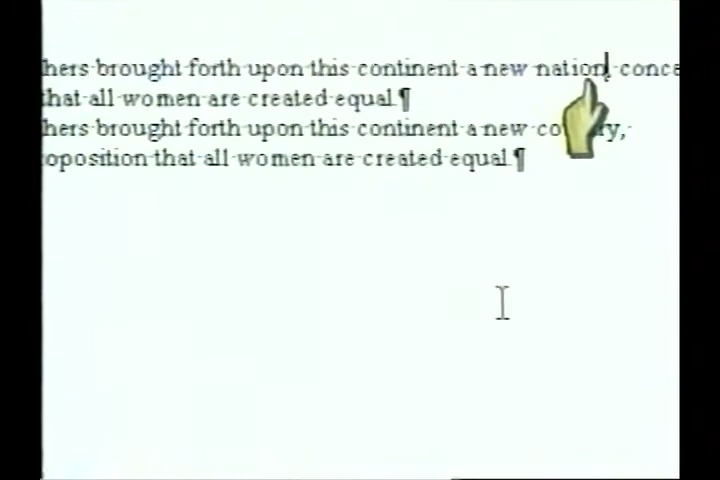 hers brought forth upon this continent a new nation, conce
that all women are created equal.¶
hers brought forth upon this continent a new co ry,
oposition that all women are created equal.¶